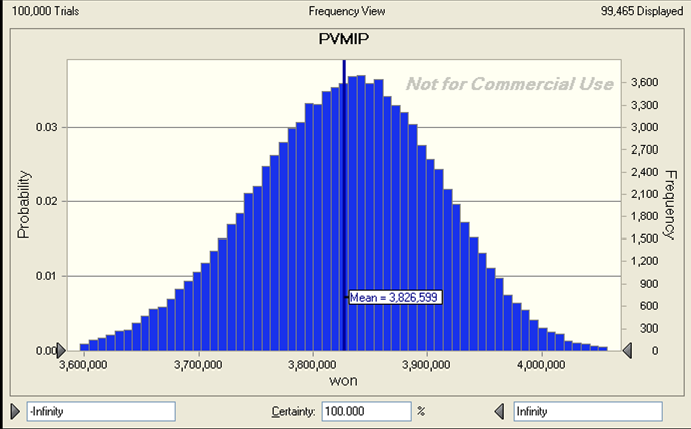 100,000 Trials Frequency View 99,465 Displayed
PVMIP
Not for Commercial Use
3,600
3,300
0.03 3,000
2,700
2,400
0.02 2,100
1,800
1,500
0.01 1,200
900
600
300
0.00 0
Probability
Frequency
Mean = 3,826,599
3,600,000 3,700,000 3,800,000 3,900,000 4,000,000
won
-Infinity Certainty: 100.000 % Infinity